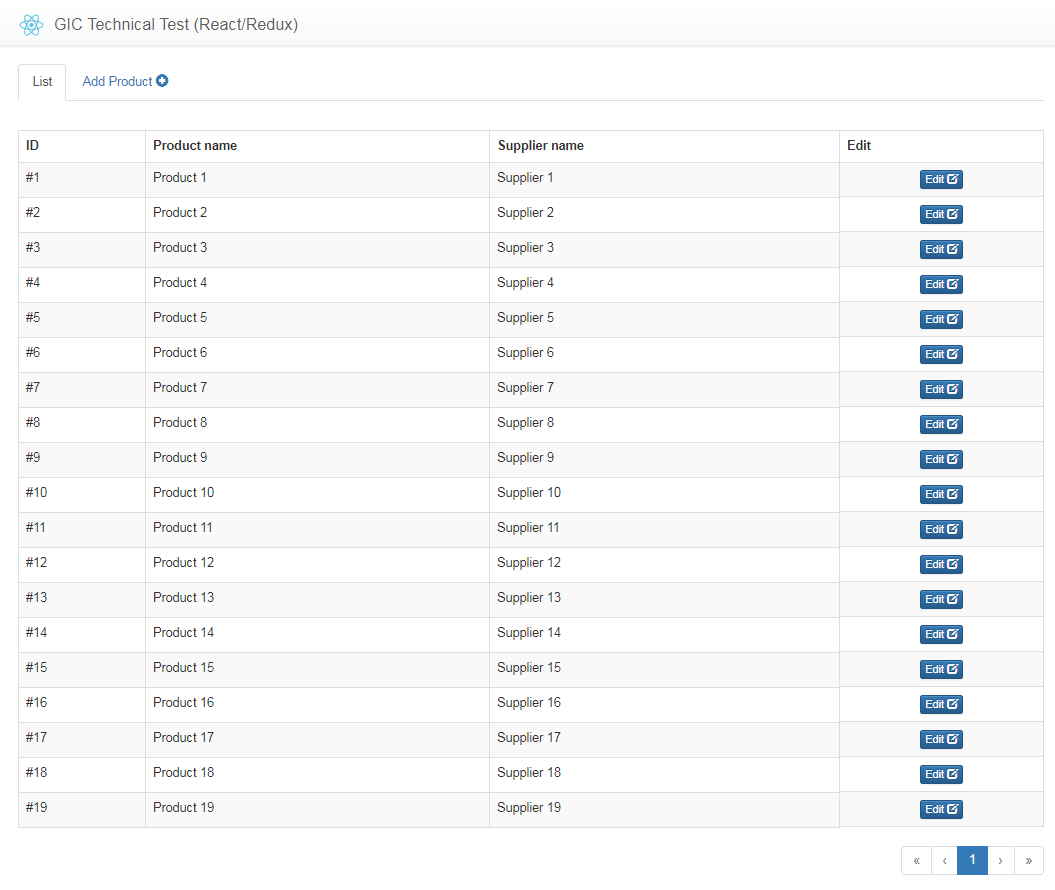 GIC Technical Test (React/Redux)
List Add Product
ID Product name Supplier name Edit
#1 Product 1 Supplier 1 Edit
#2 Product 2 Supplier 2 Edit
#3 Product 3 Supplier 3 Edit
#4 Product 4 Supplier 4 Edit
#5 Product 5 Supplier 5 Edit
#6 Product 6 Supplier 6 Edit
#7 Product 7 Supplier 7 Edit
#8 Product 8 Supplier 8 Edit
#9 Product 9 Supplier 9 Edit
#10 Product 10 Supplier 10 Edit
#11 Product 11 Supplier 11 Edit
#12 Product 12 Supplier 12 Edit
#13 Product 13 Supplier 13 Edit
#14 Product 14 Supplier 14 Edit
#15 Product 15 Supplier 15 Edit
#16 Product 16 Supplier 16 Edit
#17 Product 17 Supplier 17 Edit
#18 Product 18 Supplier 18 Edit
#19 Product 19 Supplier 19 Edit
« ‹ 1 › »